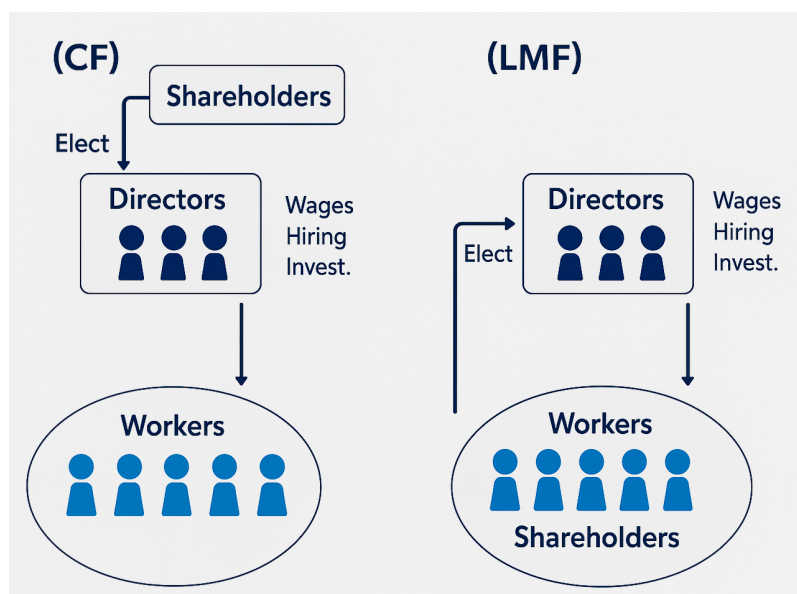 (CF)
Shareholders
Elect
Directors
Wages
Hiring
Invest.
Workers
(LMF)
Directors
Wages
Hiring
Invest.
Elect
Workers
Shareholders